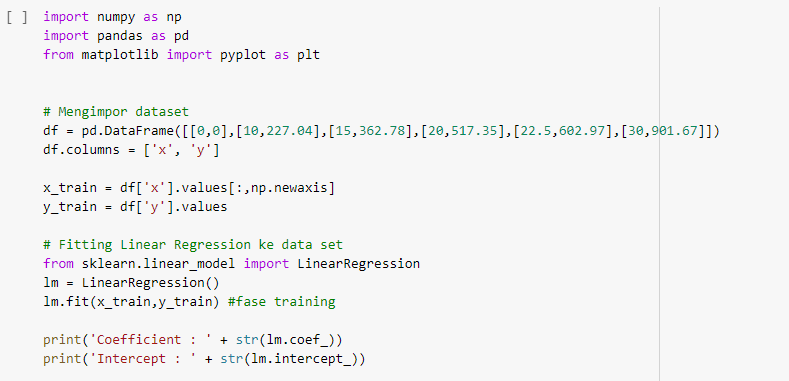 [ ] import numpy as np
import pandas as pd
from matplotlib import pyplot as plt
# Mengimpor dataset
df = pd.DataFrame([[0,0],[10,227.04],[15,362.78],[20,517.35],[22.5,602.97],[30,901.67]])
df.columns = ['x', 'y']
x_train = df['x'].values[:,np.newaxis]
y_train = df['y'].values
# Fitting Linear Regression ke data set
from sklearn.linear_model import LinearRegression
lm = LinearRegression()
lm.fit(x_train,y_train) #fase training
print('Coefficient : ' + str(lm.coef_))
print('Intercept : ' + str(lm.intercept_))